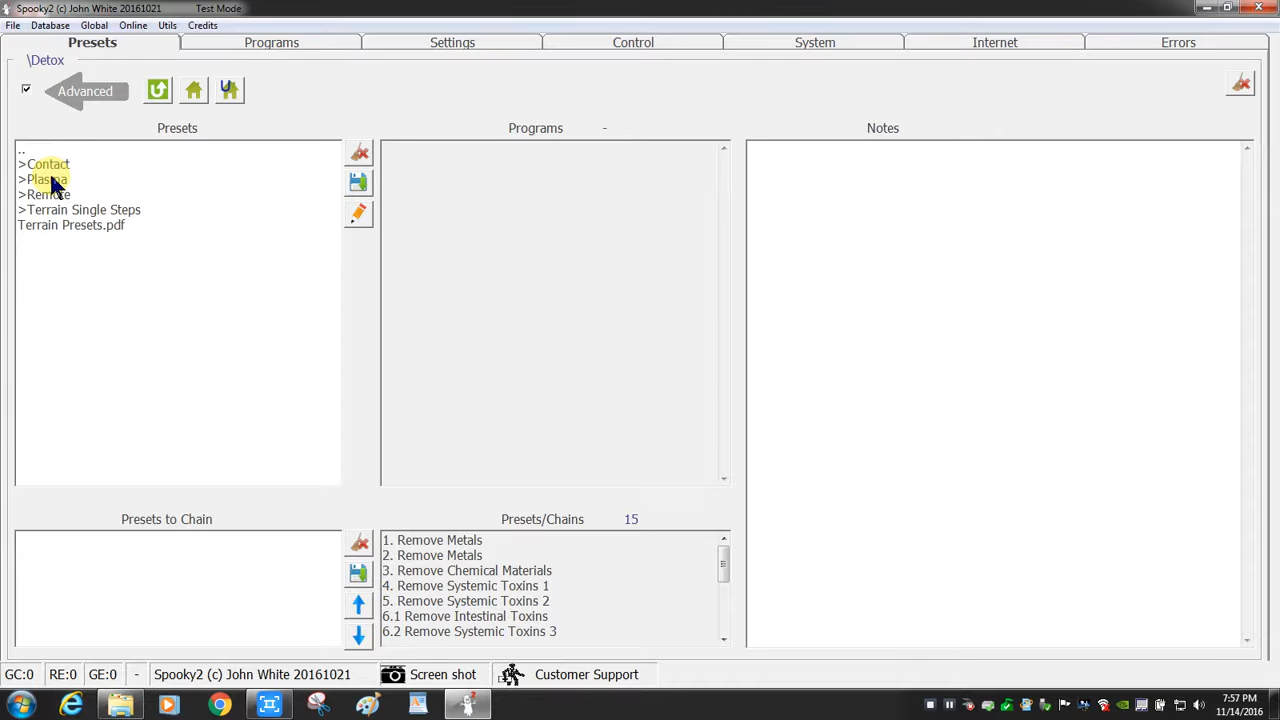 Spooky2 (c) John White 20161021 Test Mode
File Database Global Online Utils Credits
Presets Programs Settings Control System Internet Errors
\Detox
Advanced
Presets Programs - Notes
..
>Contact
>Plasma
>Remote
>Terrain Single Steps
Terrain Presets.pdf
Presets to Chain Presets/Chains 15
1. Remove Metals
2. Remove Metals
3. Remove Chemical Materials
4. Remove Systemic Toxins 1
5. Remove Systemic Toxins 2
6.1 Remove Intestinal Toxins
6.2 Remove Systemic Toxins 3
GC:0 RE:0 GE:0 - Spooky2 (c) John White 20161021 Screen shot Customer Support
7:57 PM
11/14/2016